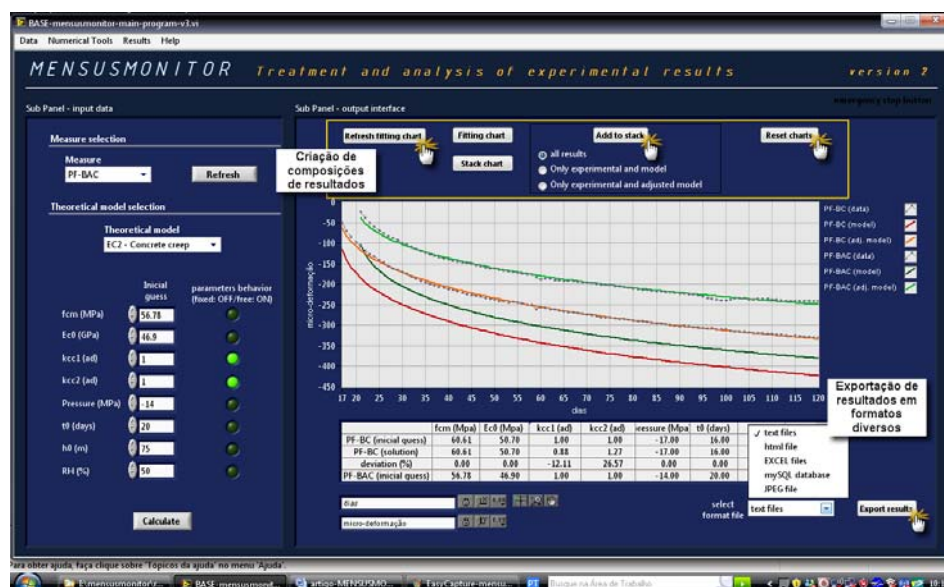 BASE-mensusmonitor-main-program-v3.vi
Data Numerical Tools Results Help
MENSUSMONITOR Treatment and analysis of experimental results version 2
emergency stop button
Sub Panel - input data
Sub Panel - output interface
Measure selection
Measure
PF-BAC
Refresh
Theoretical model selection
Theoretical model
EC2 - Concrete creep
Initial guess
parameters behavior
(fixed: OFF/free: ON)
fcm (MPa) 56.78
Ec0 (GPa) 46.9
kcc1 (ad) 1
kcc2 (ad) 1
Pressure (MPa) -14
t0 (days) 20
h0 (m) 75
RH (%) 50
Calculate
Refresh fitting chart
Fitting chart
Stack chart
Add to stack
all results
Only experimental and model
Only experimental and adjusted model
Reset charts
Criação de
composições
de resultados
0
-50
-100
-150
-200
-250
-300
-350
-400
-450
micro-deformação
17 20 25 30 35 40 45 50 55 60 65 70 75 80 85 90 95 100 105 110 115 120
dias
PF-BC (data)
PF-BC (model)
PF-BC (adj. model)
PF-BAC (data)
PF-BAC (model)
PF-BAC (adj. model)
Exportação de
resultados em
formatos
diversos
fcm (Mpa) Ec0 (Mpa) kcc1 (ad) kcc2 (ad) ressure (Mpa t0 (days)
PF-BC (inicial guess) 60.61 50.70 1.00 1.00 -17.00 16.00
PF-BC (solution) 60.61 50.70 0.88 1.27 -17.00 16.00
deviation (%) 0.00 0.00 -12.11 26.57 0.00 0.00
PF-BAC (inicial guess) 56.78 46.90 1.00 1.00 -14.00 20.00
text files
html file
EXCEL files
mySQL database
JPEG file
dias
micro-deformação
select
format file
text files
Export results
Para obter ajuda, faça clique sobre 'Tópicos da ajuda' no menu 'Ajuda'.
E:\mensusmonitor\r...
BASE-mensusmonit...
artigo-MENSUSMO...
EasyCapture-mensu...
PT
Busque na Área de Trabalho